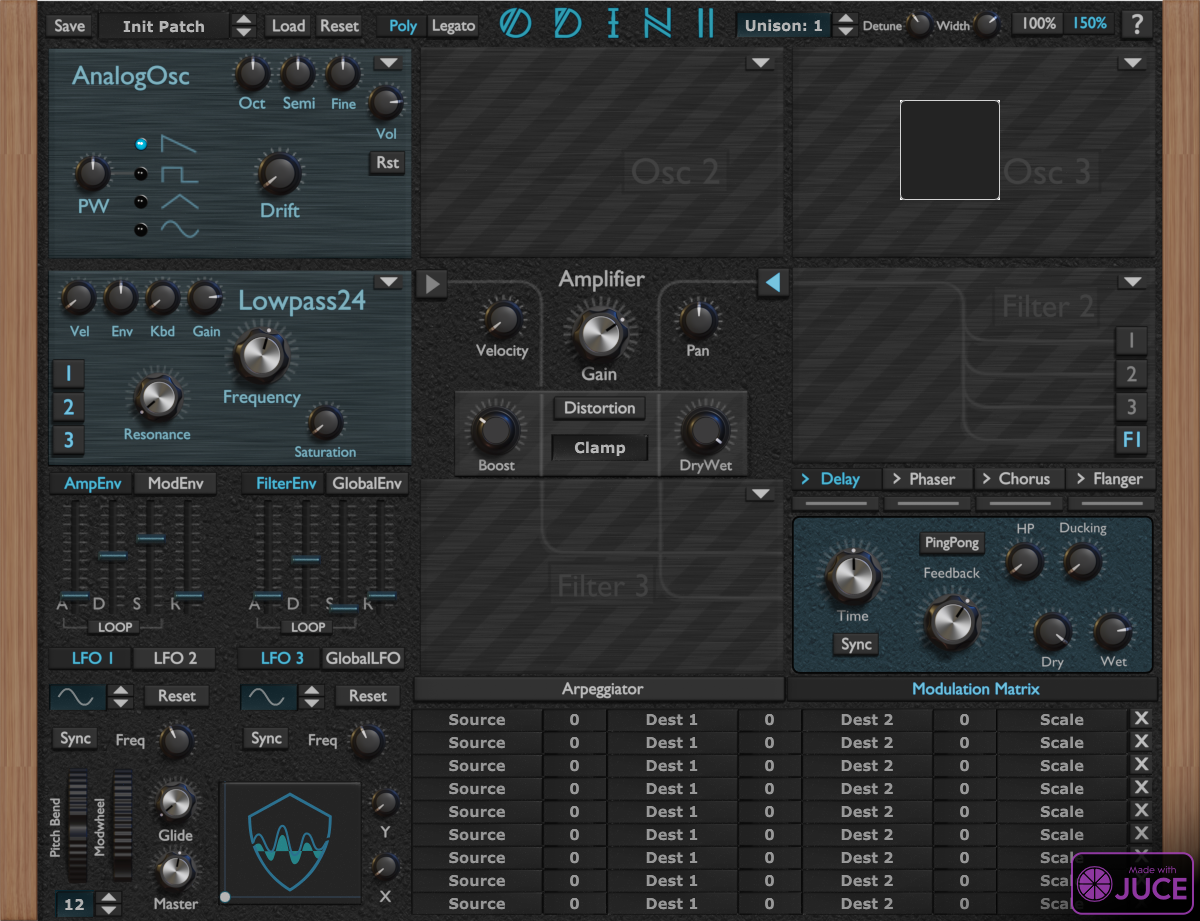 Save Init Patch Load Reset Poly Legato ODIN II Unison: 1 Detune Width 100% 150% ?
AnalogOsc
Oct Semi Fine
Vol
Rst
PW
Drift
Osc 2
Osc 3
Lowpass24
Vel Env Kbd Gain
Frequency
1
2
3
Resonance
Saturation
Amplifier
Velocity
Gain
Pan
Distortion
Clamp
Boost
DryWet
Filter 2
1
2
3
FI
AmpEnv ModEnv FilterEnv GlobalEnv
A D S R
LOOP
A D S R
LOOP
Filter 3
> Delay > Phaser > Chorus > Flanger
HP Ducking
PingPong
Feedback
Time
Sync
Dry Wet
LFO 1 LFO 2 LFO 3 GlobalLFO
Reset Reset
Sync Freq Sync Freq
Pitch Bend
Modwheel
Glide
Master
12
Y
X
Arpeggiator Modulation Matrix
Source 0 Dest 1 0 Dest 2 0 Scale X
Source 0 Dest 1 0 Dest 2 0 Scale X
Source 0 Dest 1 0 Dest 2 0 Scale X
Source 0 Dest 1 0 Dest 2 0 Scale X
Source 0 Dest 1 0 Dest 2 0 Scale X
Source 0 Dest 1 0 Dest 2 0 Scale X
Source 0 Dest 1 0 Dest 2 0 Scale X
Source 0 Dest 1 0 Dest 2 0
Source 0 Dest 1 0 Dest 2 0
Made with
JUCE